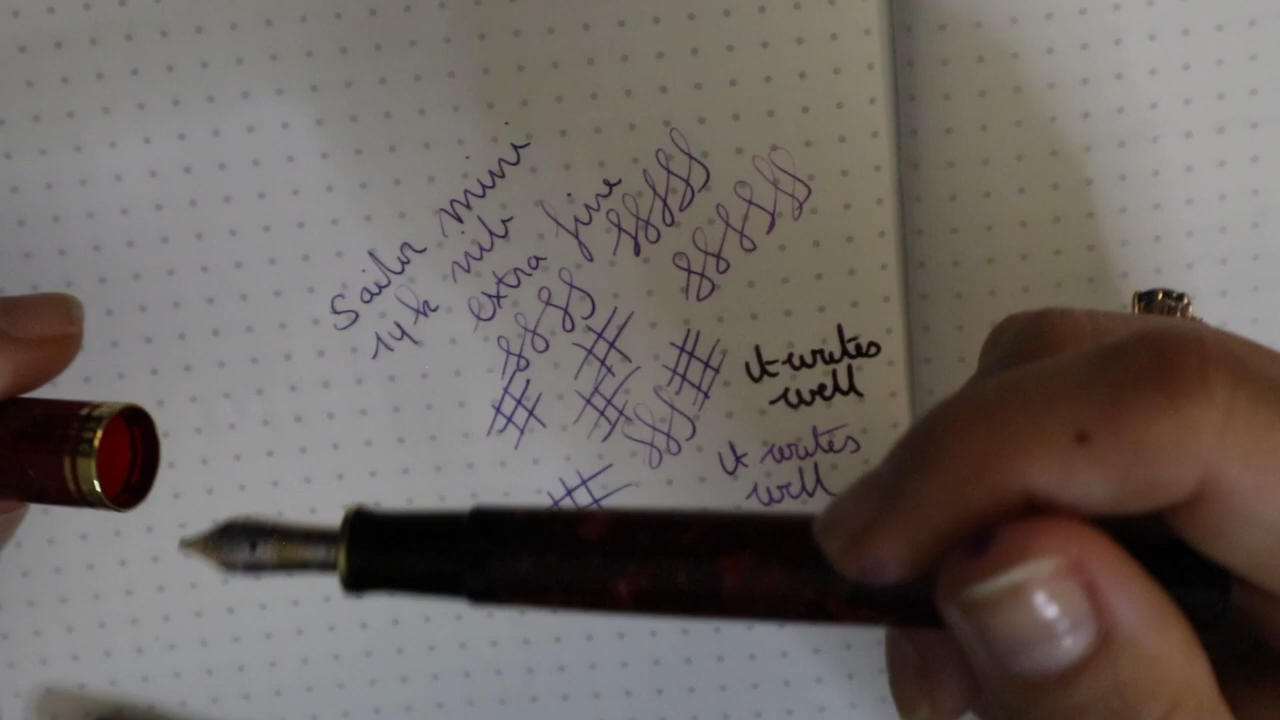 Sailor mini
14k nib
extra fine
it writes
well
it writes
well